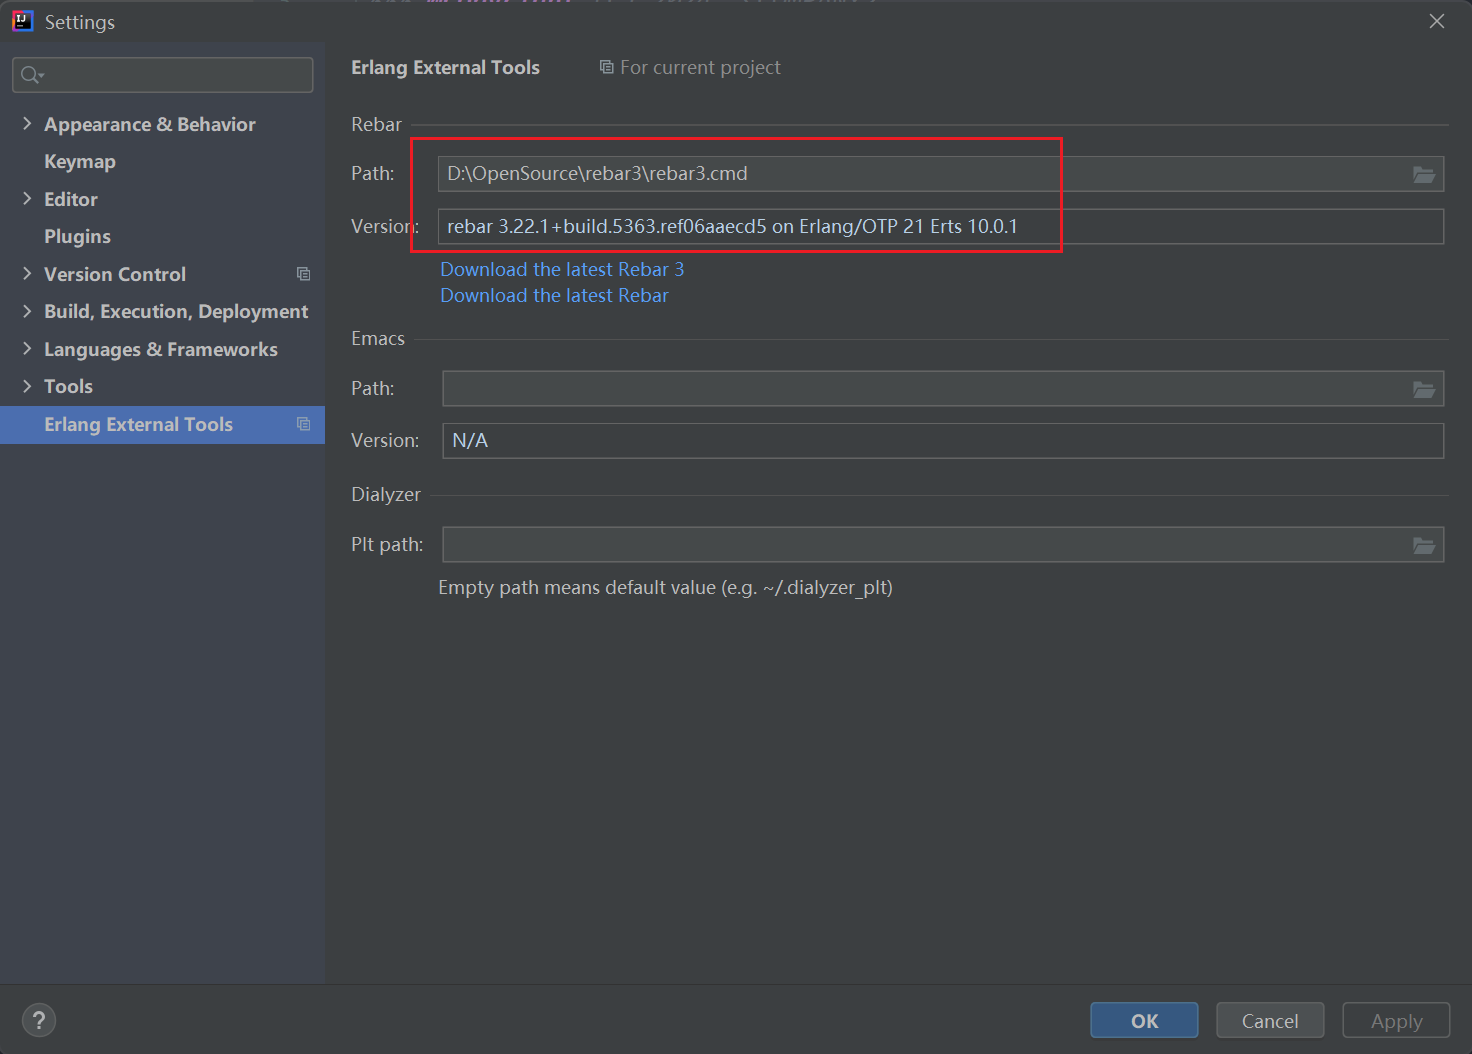 Settings
Erlang External Tools
For current project
Appearance & Behavior
Keymap
Editor
Plugins
Version Control
Build, Execution, Deployment
Languages & Frameworks
Tools
Erlang External Tools
Rebar
Path: D:\OpenSource\rebar3\rebar3.cmd
Version: rebar 3.22.1+build.5363.ref06aaecd5 on Erlang/OTP 21 Erts 10.0.1
Download the latest Rebar 3
Download the latest Rebar
Emacs
Path:
Version: N/A
Dialyzer
Plt path:
Empty path means default value (e.g. ~/.dialyzer_plt)
?
OK
Cancel
Apply